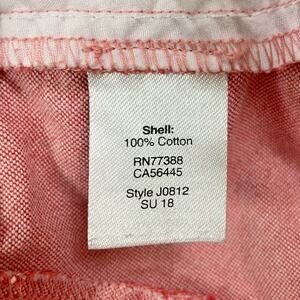 Shell:
100% Cotton
RN77388
CA56445
Style J0812
SU 18